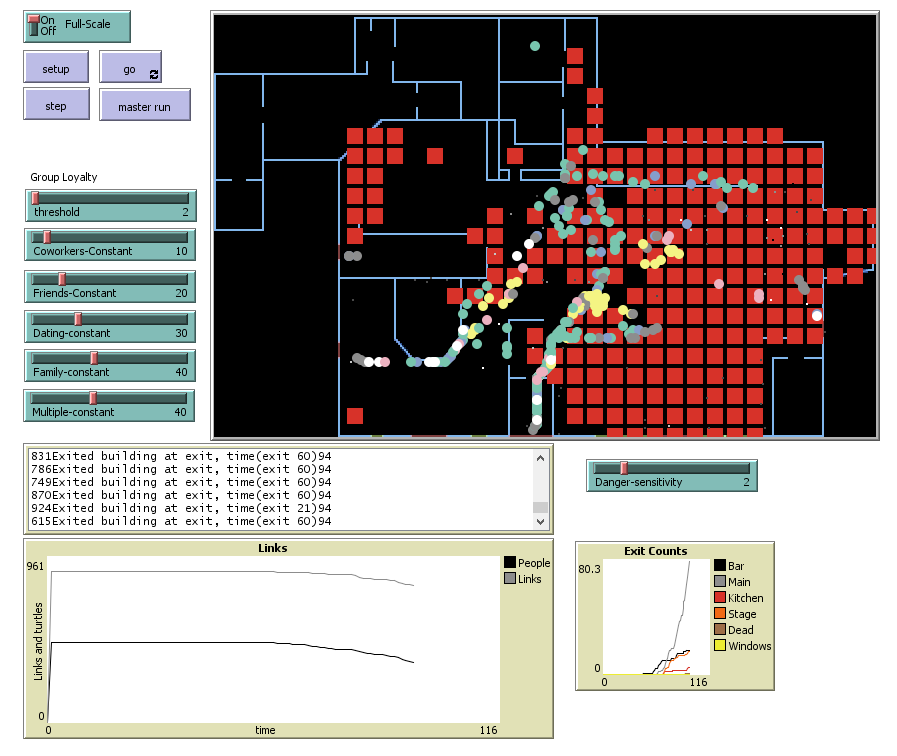 On
Off
Full-Scale
setup
go
step
master run
Group Loyalty
threshold 2
Coworkers-Constant 10
Friends-Constant 20
Dating-constant 30
Family-constant 40
Multiple-constant 40
831Exited building at exit, time(exit 60)94
786Exited building at exit, time(exit 60)94
749Exited building at exit, time(exit 60)94
870Exited building at exit, time(exit 60)94
924Exited building at exit, time(exit 21)94
615Exited building at exit, time(exit 60)94
Danger-sensitivity 2
Links
961
Links and turtles
0
0
time
116
People
Links
Exit Counts
80.3
0
0
116
Bar
Main
Kitchen
Stage
Dead
Windows